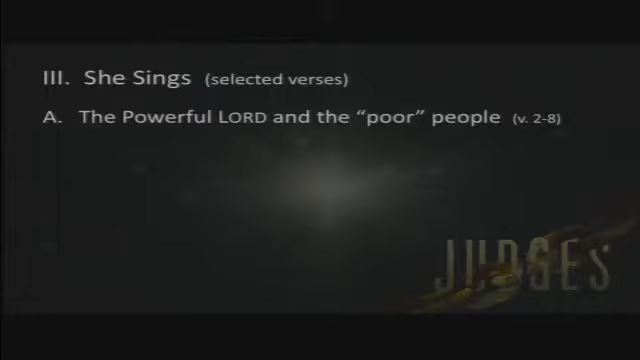 III. She Sings (selected verses)
A. The Powerful LORD and the “poor” people (v. 2-8)
JUDGES